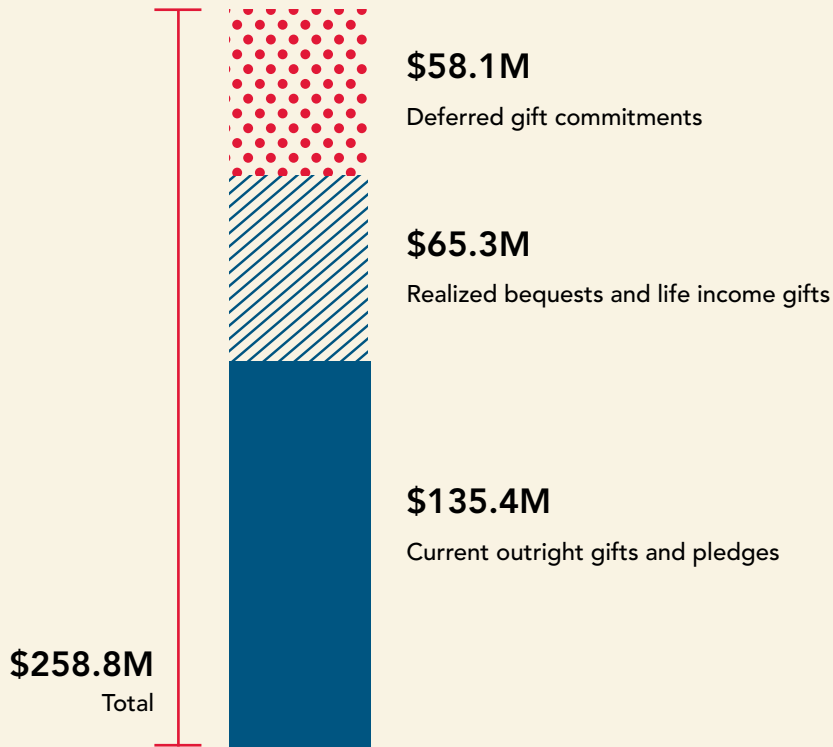 $58.1M
Deferred gift commitments
$65.3M
Realized bequests and life income gifts
$135.4M
Current outright gifts and pledges
$258.8M
Total